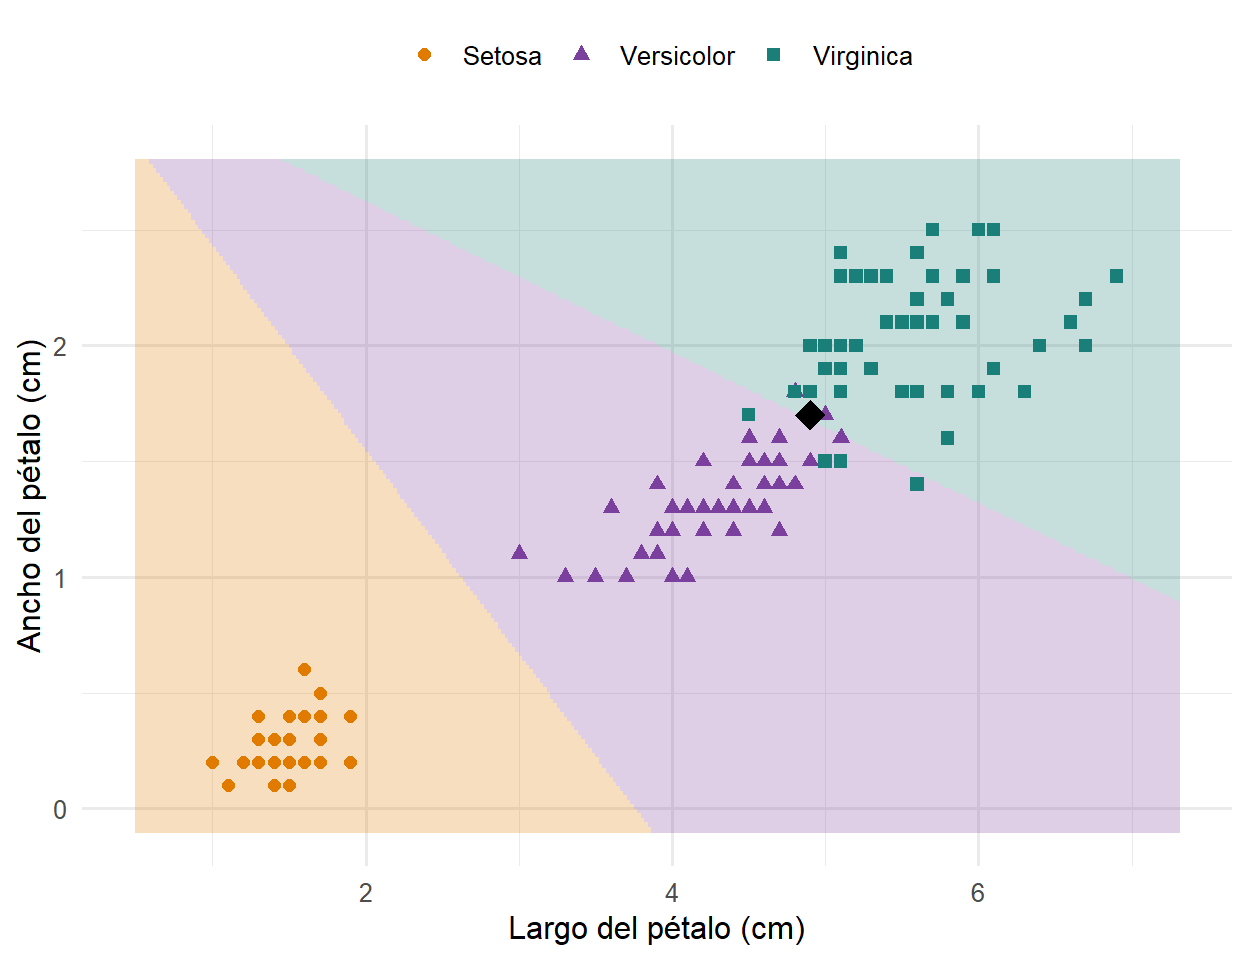 Setosa Versicolor Virginica
2
1
0
Ancho del pétalo (cm)
2 4 6
Largo del pétalo (cm)